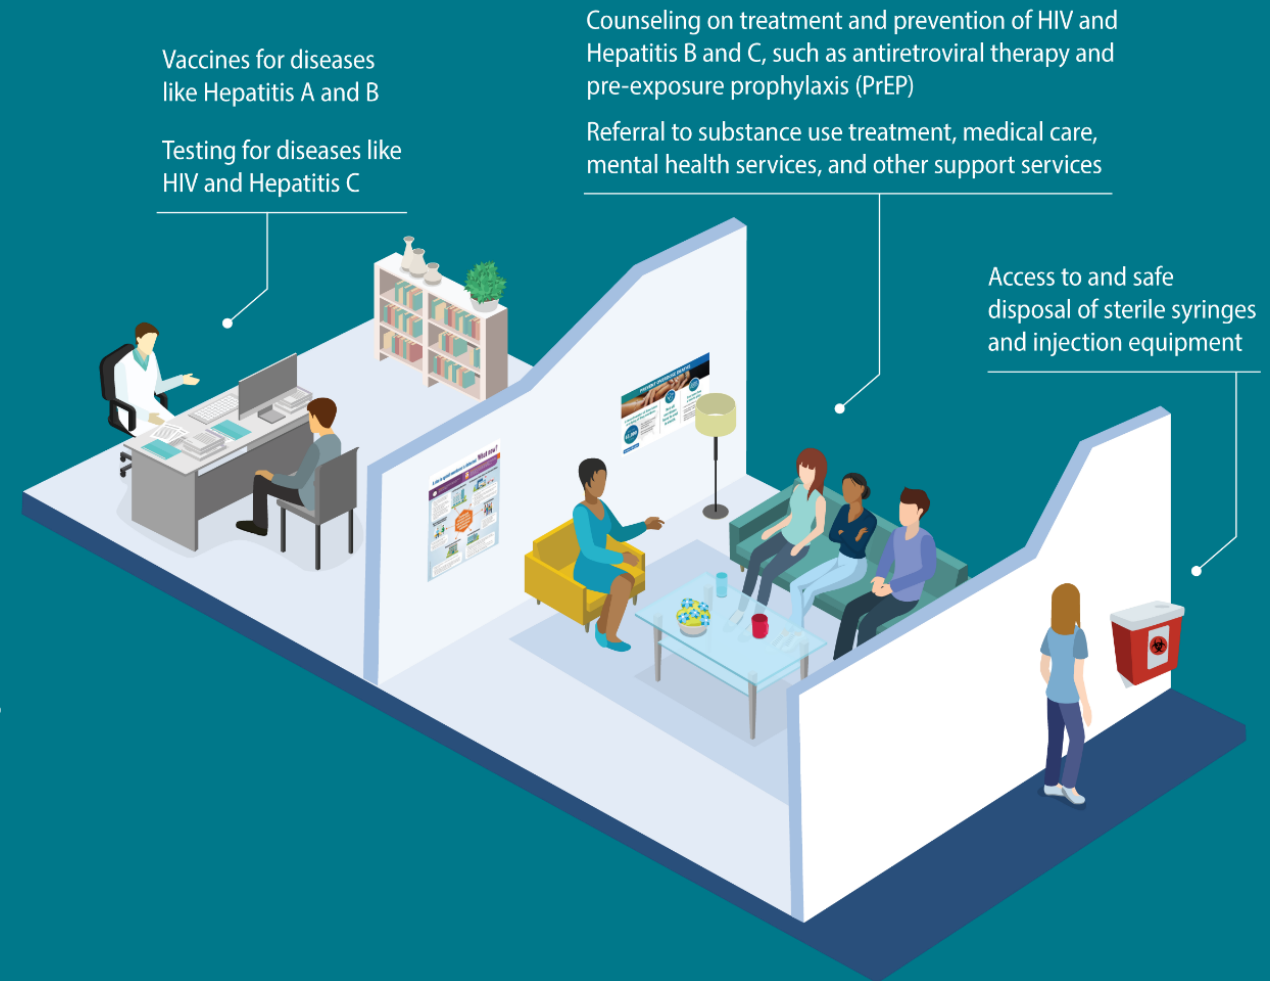 Vaccines for diseases
like Hepatitis A and B
Testing for diseases like
HIV and Hepatitis C
Counseling on treatment and prevention of HIV and
Hepatitis B and C, such as antiretroviral therapy and
pre-exposure prophylaxis (PrEP)
Referral to substance use treatment, medical care,
mental health services, and other support services
Access to and safe
disposal of sterile syringes
and injection equipment
What now?